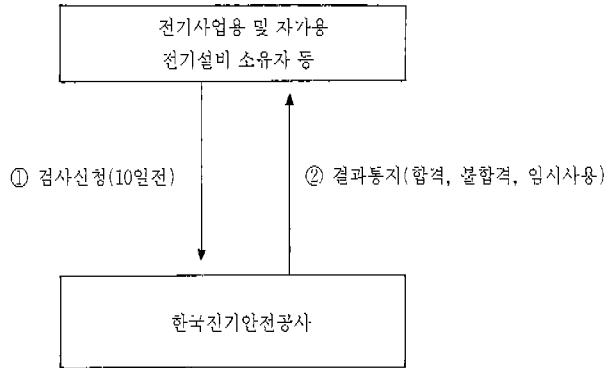 전기사업용 및 자가용
전기설비 소유자 등
① 검사신청(10일전)
② 결과통지(합격, 불합격, 임시사용)
한국전기안전공사